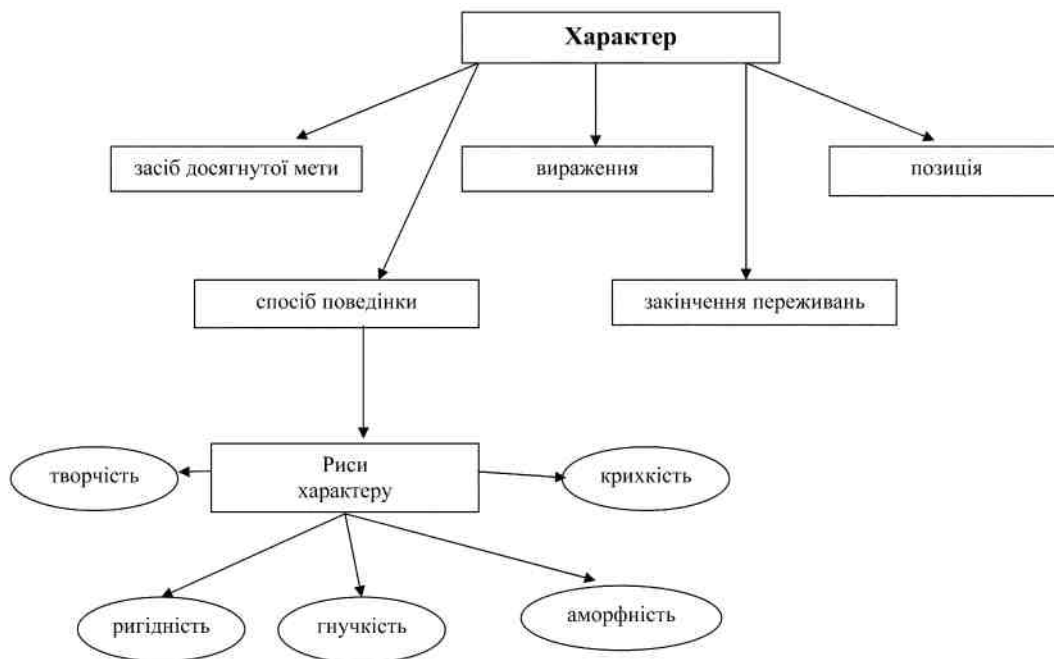 Характер
засіб досягнутої мети
вираження
позиція
спосіб поведінки
закінчення переживань
творчість
Риси
характеру
крихкість
ригідність
гнучкість
аморфність